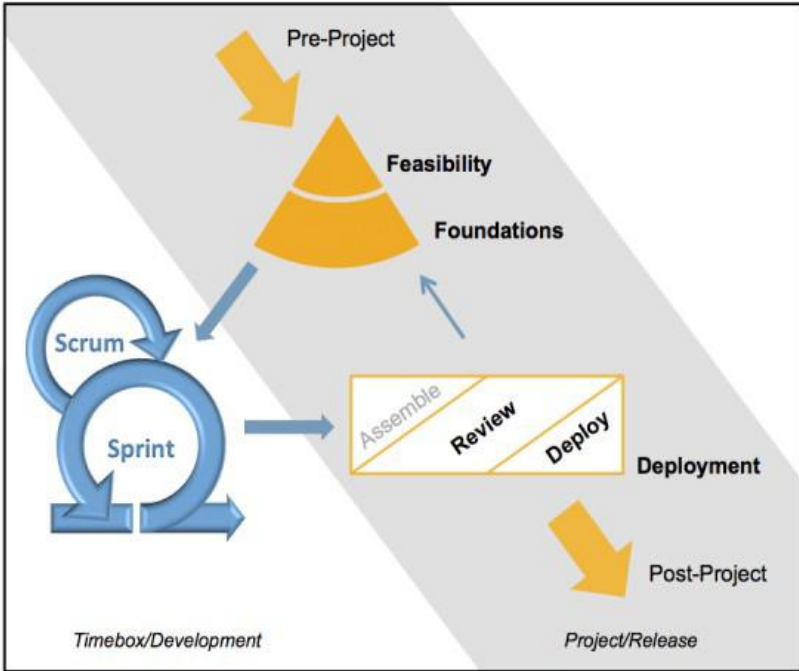 Pre-Project
Feasibility
Foundations
Scrum
Sprint
Assemble
Review
Deploy
Deployment
Post-Project
Timebox/Development
Project/Release